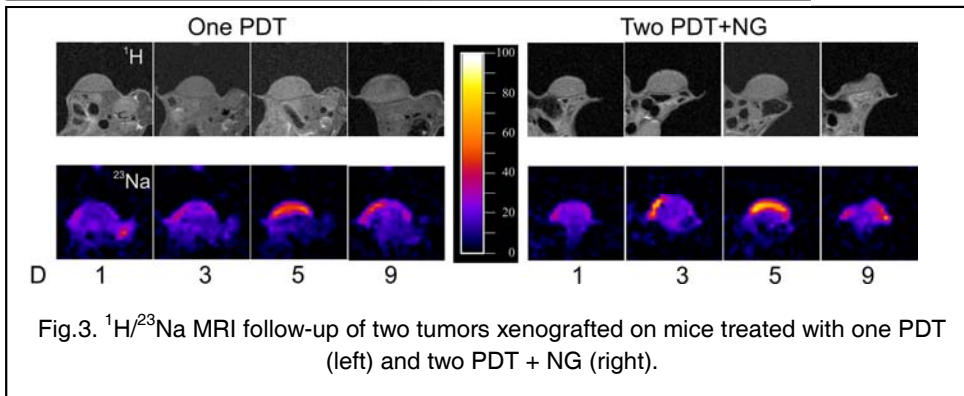 One PDT
Two PDT+NG
¹H
100
80
60
40
20
0
²³Na
D 1 3 5 9 1 3 5 9
Fig.3. ¹H/²³Na MRI follow-up of two tumors xenografted on mice treated with one PDT
(left) and two PDT + NG (right).